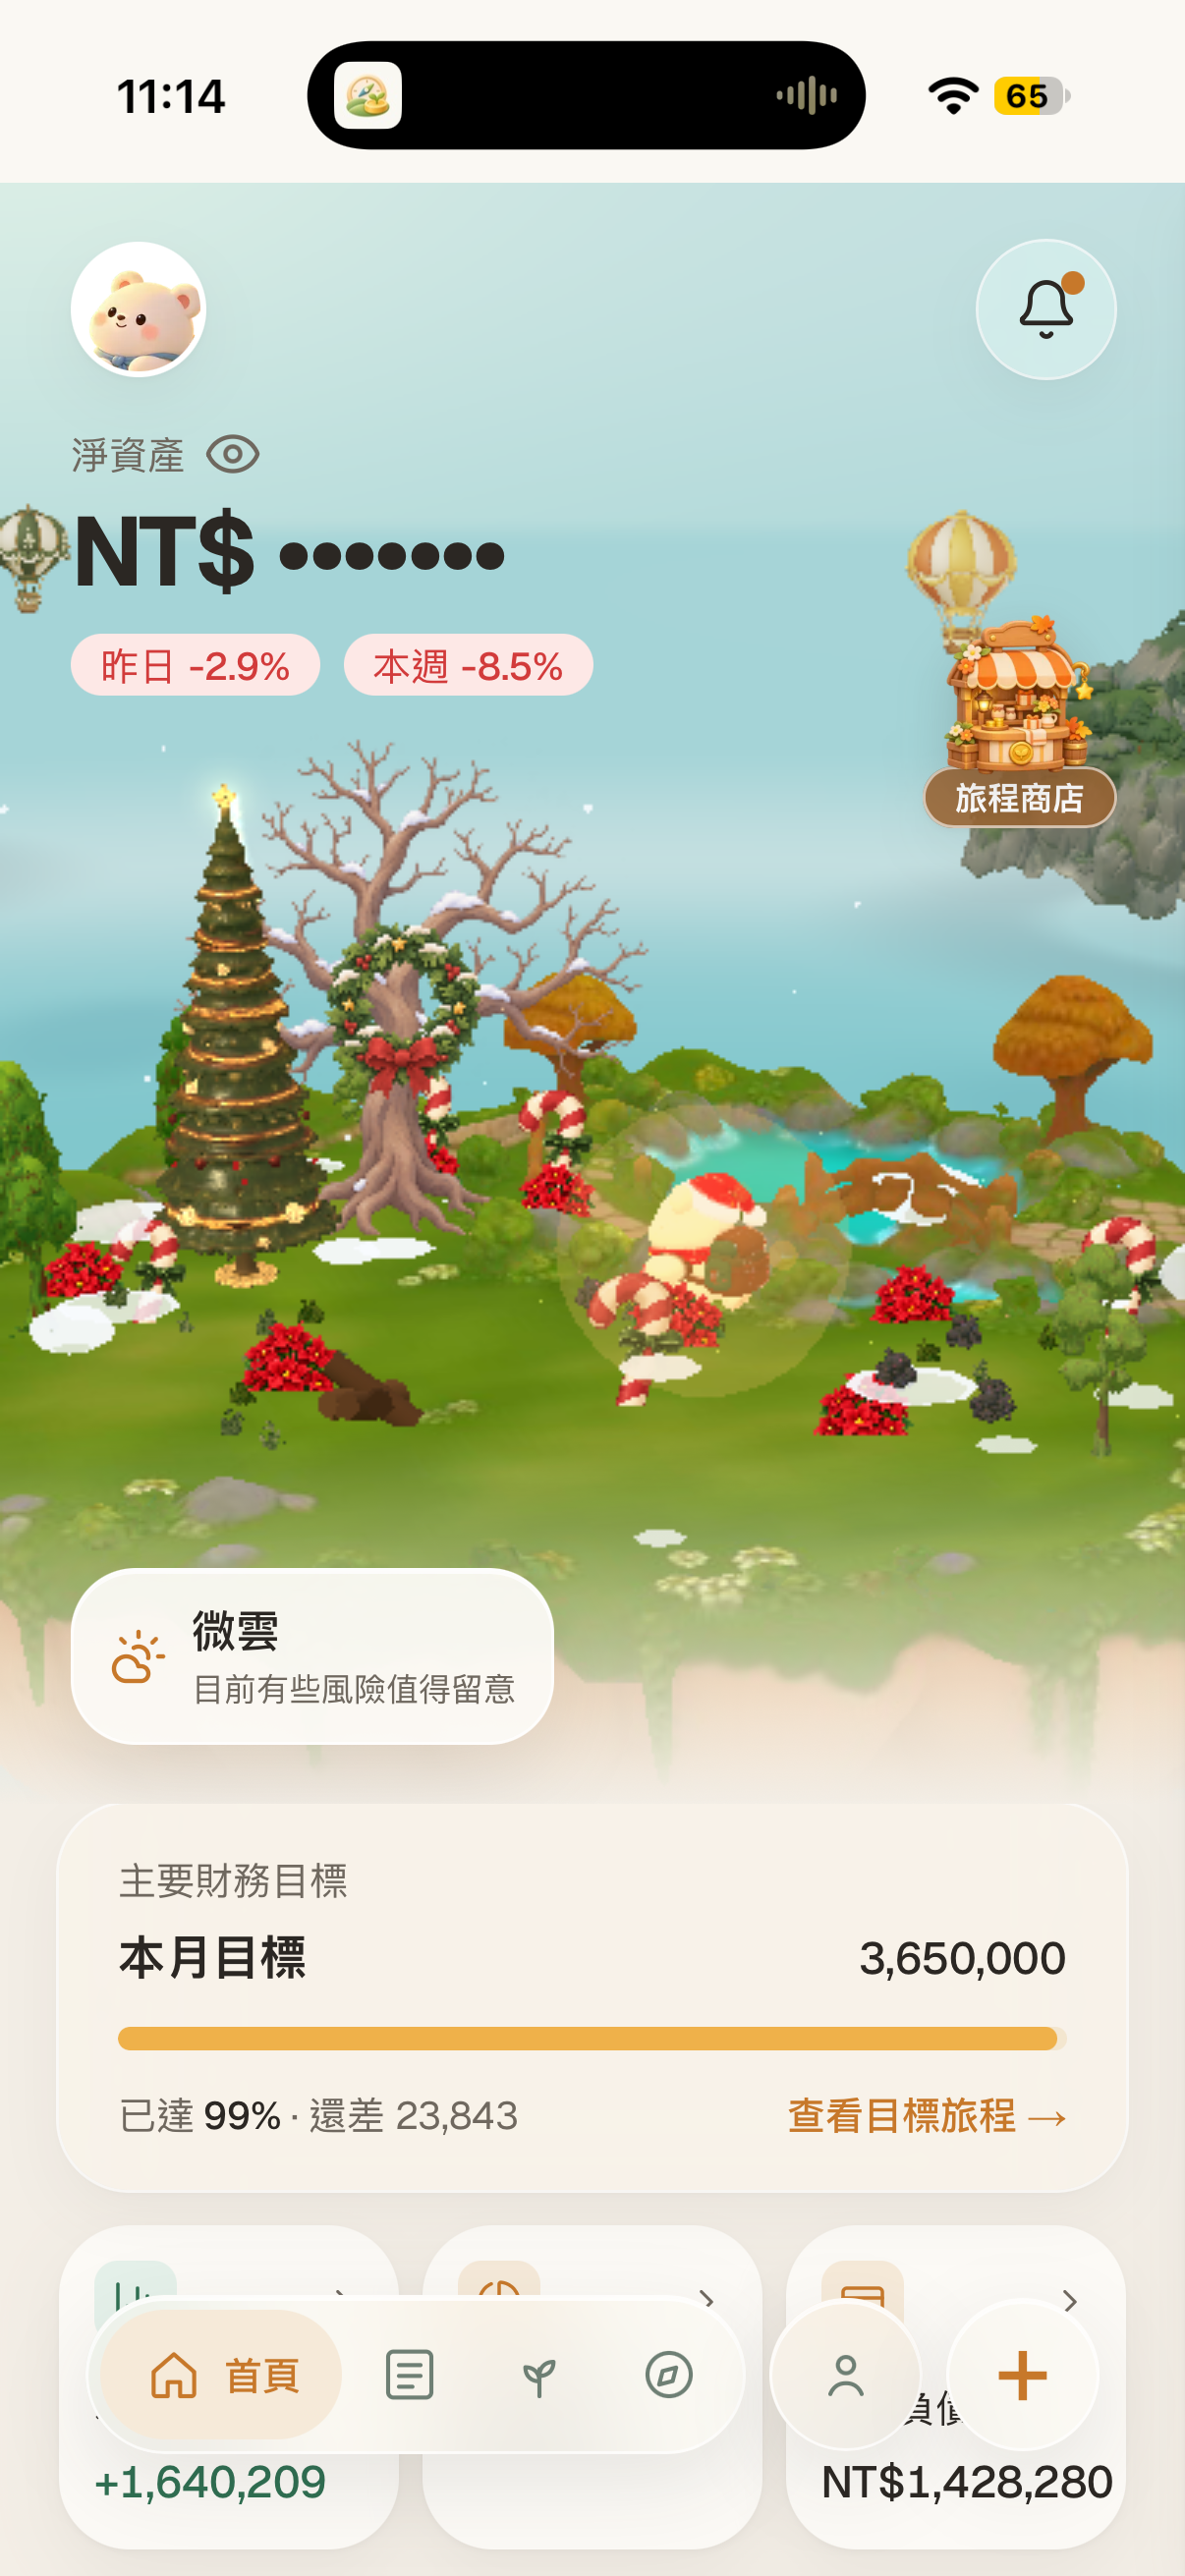 11:14
65
淨資產
NT$ •••••••
昨日 -2.9% 本週 -8.5%
旅程商店
微雲
目前有些風險值得留意
主要財務目標
本月目標 3,650,000
已達 99% · 還差 23,843 查看目標旅程 →
首頁
+1,640,209
NT$1,428,280